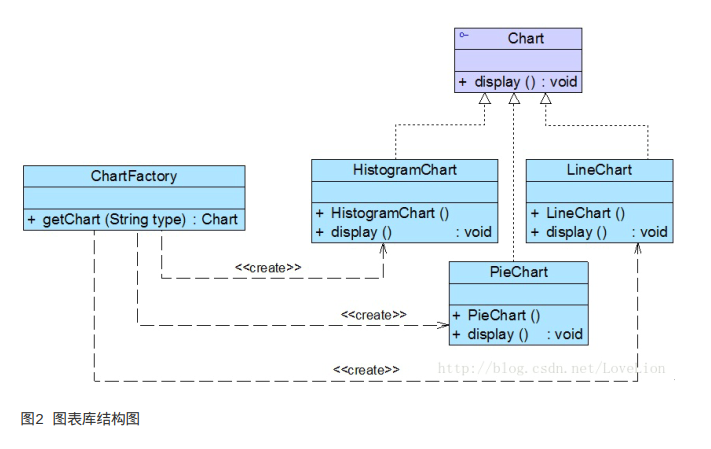 Chart
+ display () : void
ChartFactory
+ getChart (String type) : Chart
HistogramChart
+ HistogramChart ()
+ display () : void
LineChart
+ LineChart ()
+ display () : void
PieChart
+ PieChart ()
+ display () : void
<<create>>
<<create>>
<<create>>
http://blog.csdn.net/LoveLion
图2 图表库结构图